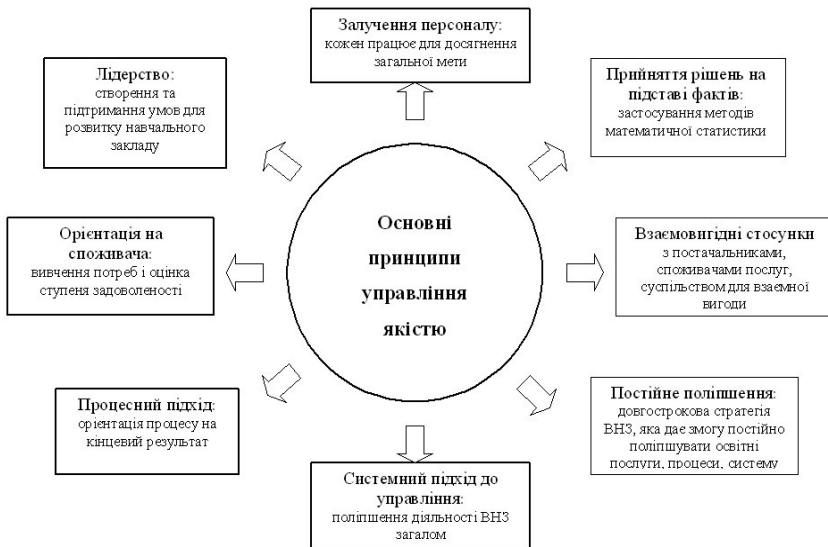 Залучення персоналу:
кожен працює для досягнення
загальної мети
Лідерство:
створення та
підтримання умов для
розвитку навчального
закладу
Прийняття рішень на
підставі фактів:
застосування методів
математичної статистики
Основні
принципи
управління
якістю
Орієнтація на
споживача:
вивчення потреб і оцінка
ступеня задоволеності
Взаємовигідні стосунки
з постачальниками,
споживачами послуг,
суспільством для взаємної
вигоди
Процесний підхід:
орієнтація процесу на
кінцевий результат
Постійне поліпшення:
довгострокова стратегія
ВНЗ, яка дає змогу постійно
поліпшувати освітні
послуги, процеси, систему
Системний підхід до
управління:
поліпшення діяльності ВНЗ
загалом